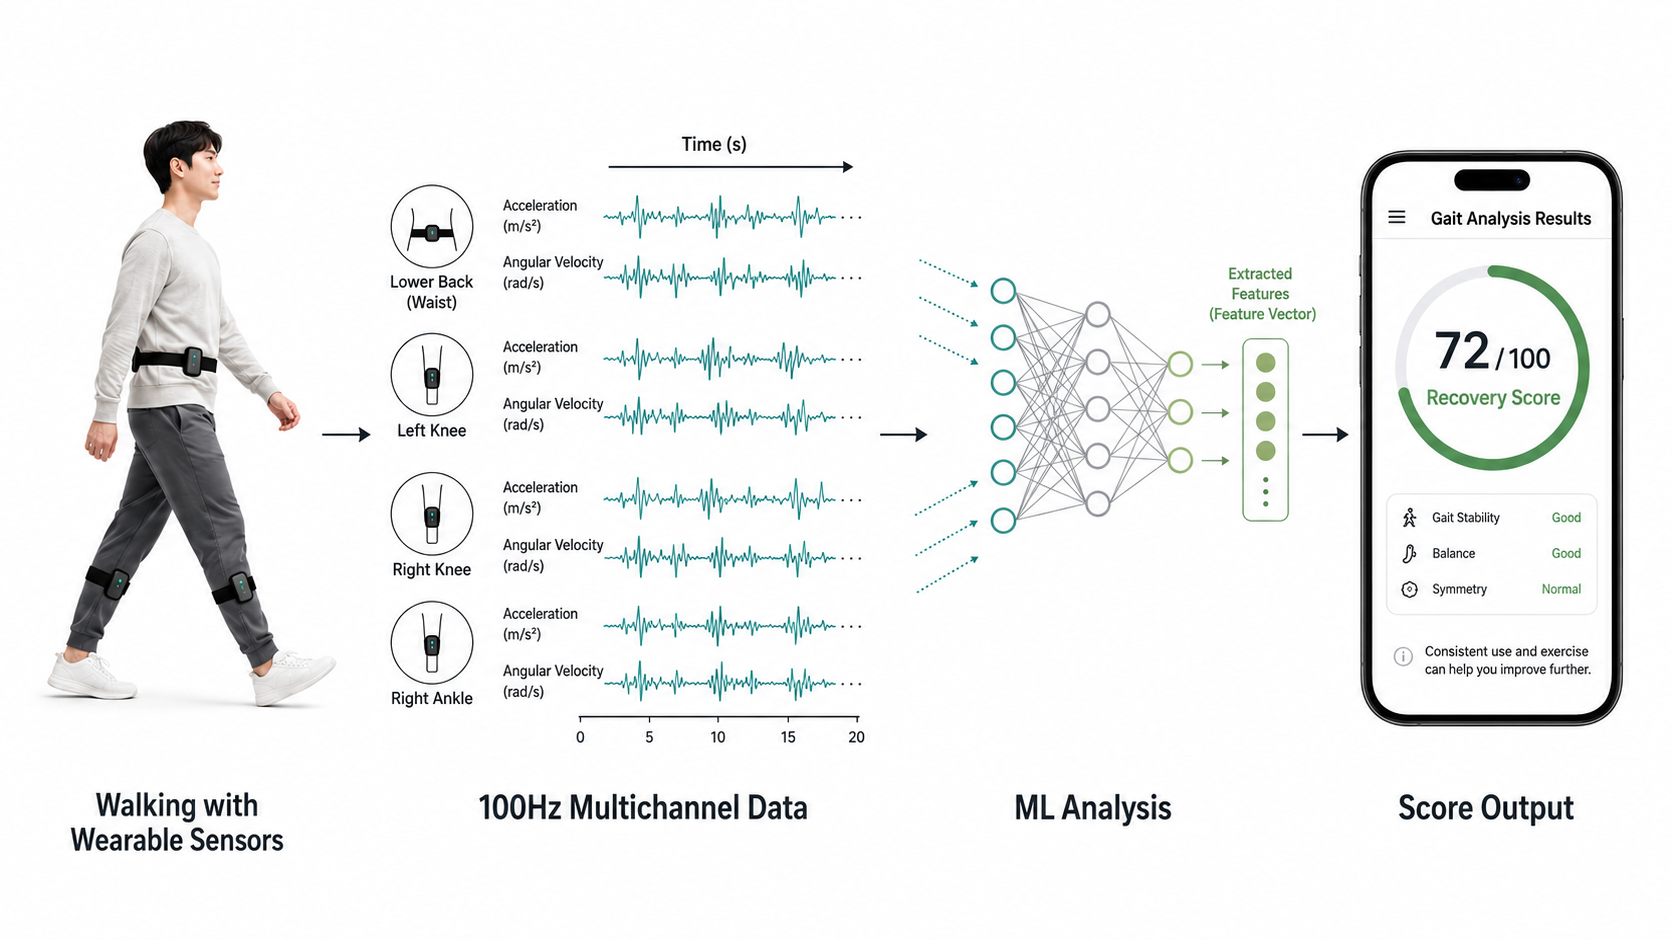 Time (s)
Acceleration
(m/s²)
Angular Velocity
(rad/s)
Lower Back
(Waist)
Acceleration
(m/s²)
Angular Velocity
(rad/s)
Left Knee
Acceleration
(m/s²)
Angular Velocity
(rad/s)
Right Knee
Acceleration
(m/s²)
Angular Velocity
(rad/s)
Right Ankle
0 5 10 15 20
Extracted
Features
(Feature Vector)
Gait Analysis Results
72 / 100
Recovery Score
Gait Stability Good
Balance Good
Symmetry Normal
Consistent use and exercise
can help you improve further.
Walking with
Wearable Sensors
100Hz Multichannel Data
ML Analysis
Score Output